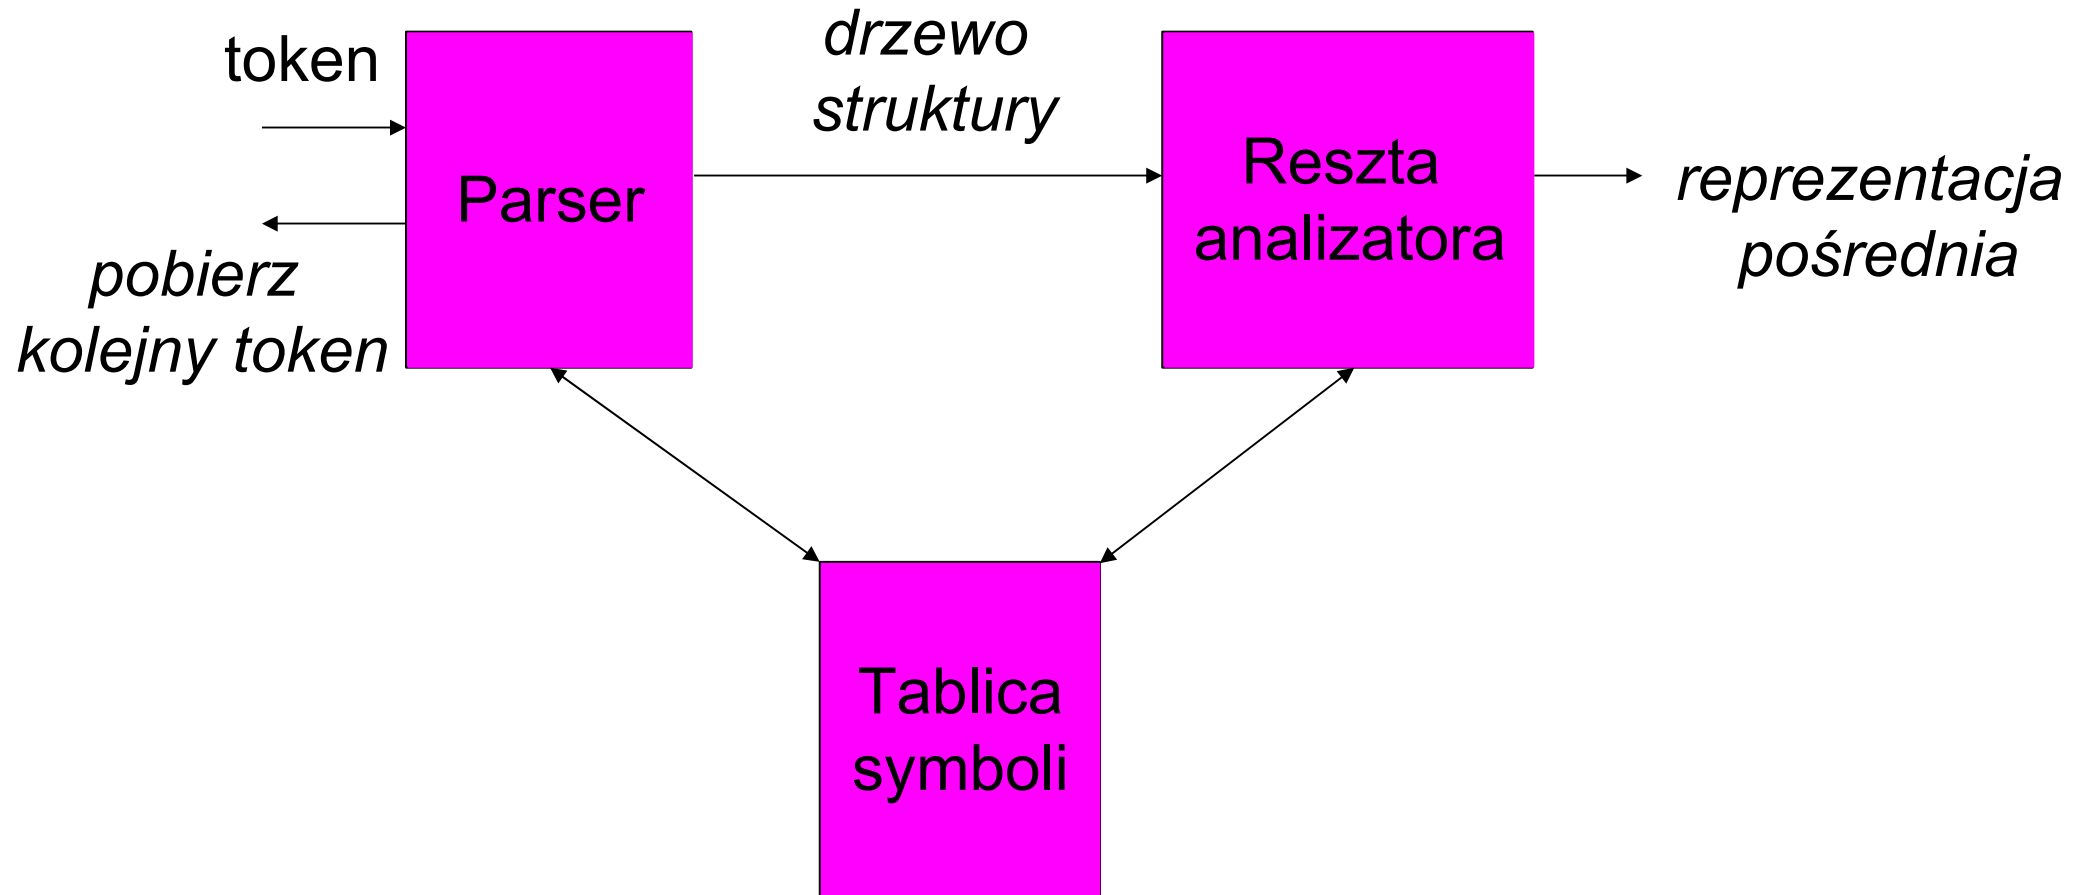 token
pobierz
kolejny token
Parser
drzewo
struktury
Reszta
analizatora
reprezentacja
pośrednia
Tablica
symboli